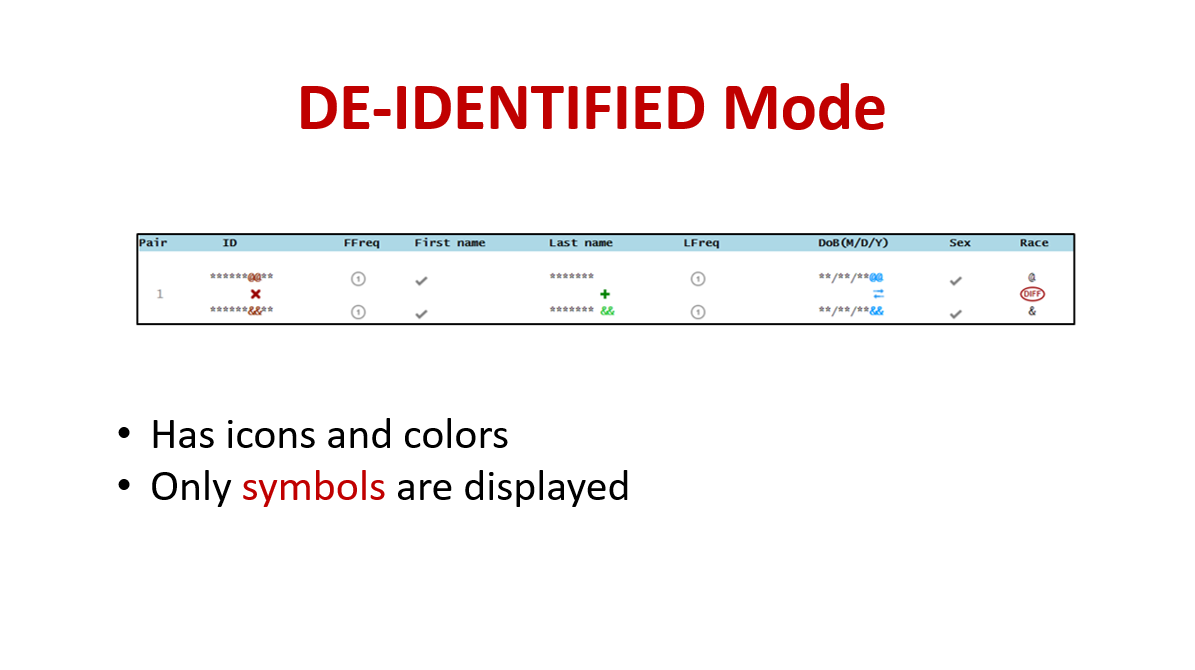 DE-IDENTIFIED Mode
Pair ID FFreq First name Last name LFreq DoB(M/D/Y) Sex Race
******@@** 1 ✔ ******* 1 **/**/**@@ ✔ @
1 ✖ + ⇄ DIFF
******&&** 1 ✔ ******* && 1 **/**/**&& ✔ &
• Has icons and colors
• Only symbols are displayed